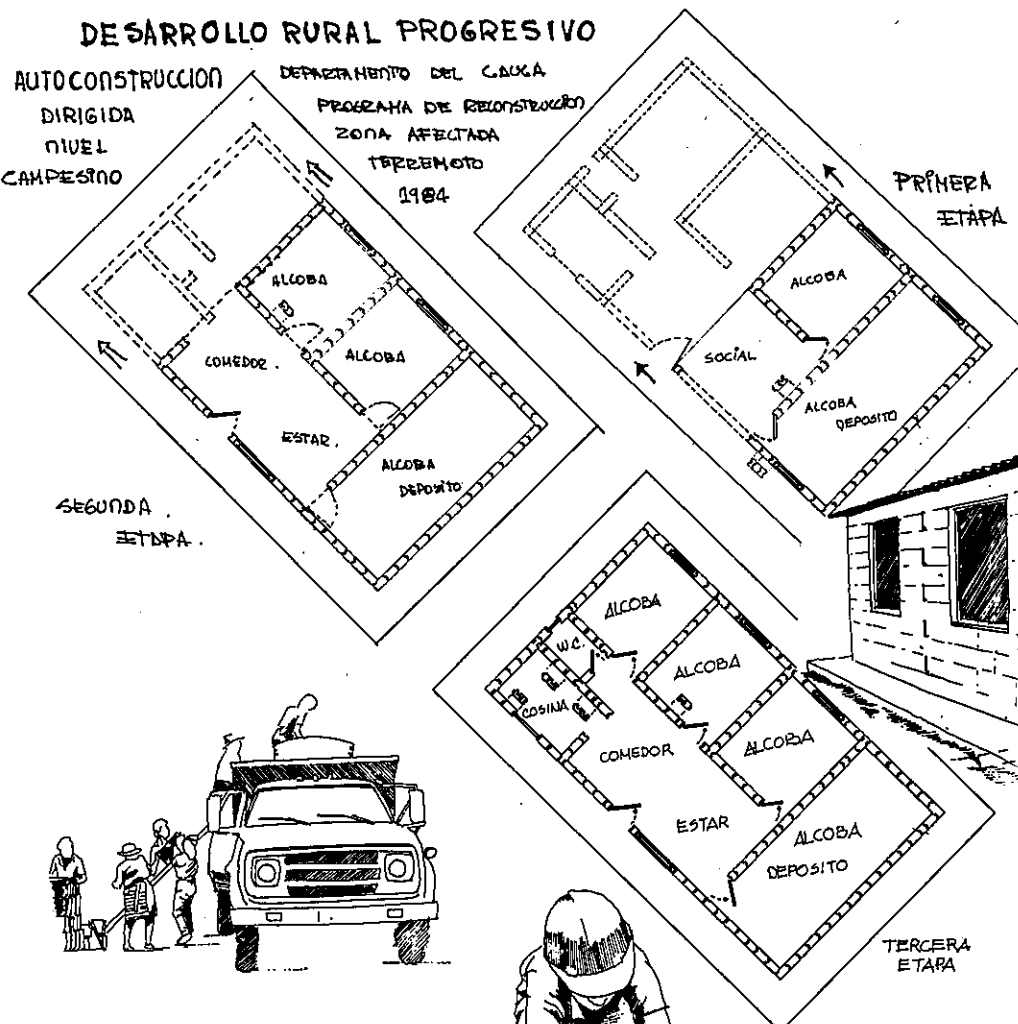 DESARROLLO RURAL PROGRESIVO
AUTOCONSTRUCCION
DIRIGIDA
NIVEL
CAMPESINO
DEPARTAMENTO DEL CAUCA
PROGRAMA DE RECONSTRUCCION
ZONA AFECTADA
TERREMOTO
1984
PRIMERA
ETAPA
ALCOBA
SOCIAL
ALCOBA
DEPOSITO
ALCOBA
COMEDOR.
ALCOBA
ESTAR.
ALCOBA
DEPOSITO
SEGUNDA.
ETAPA.
ALCOBA
W.C.
ALCOBA
COSINA
COMEDOR
ALCOBA
ESTAR
ALCOBA
DEPOSITO
TERCERA
ETAPA